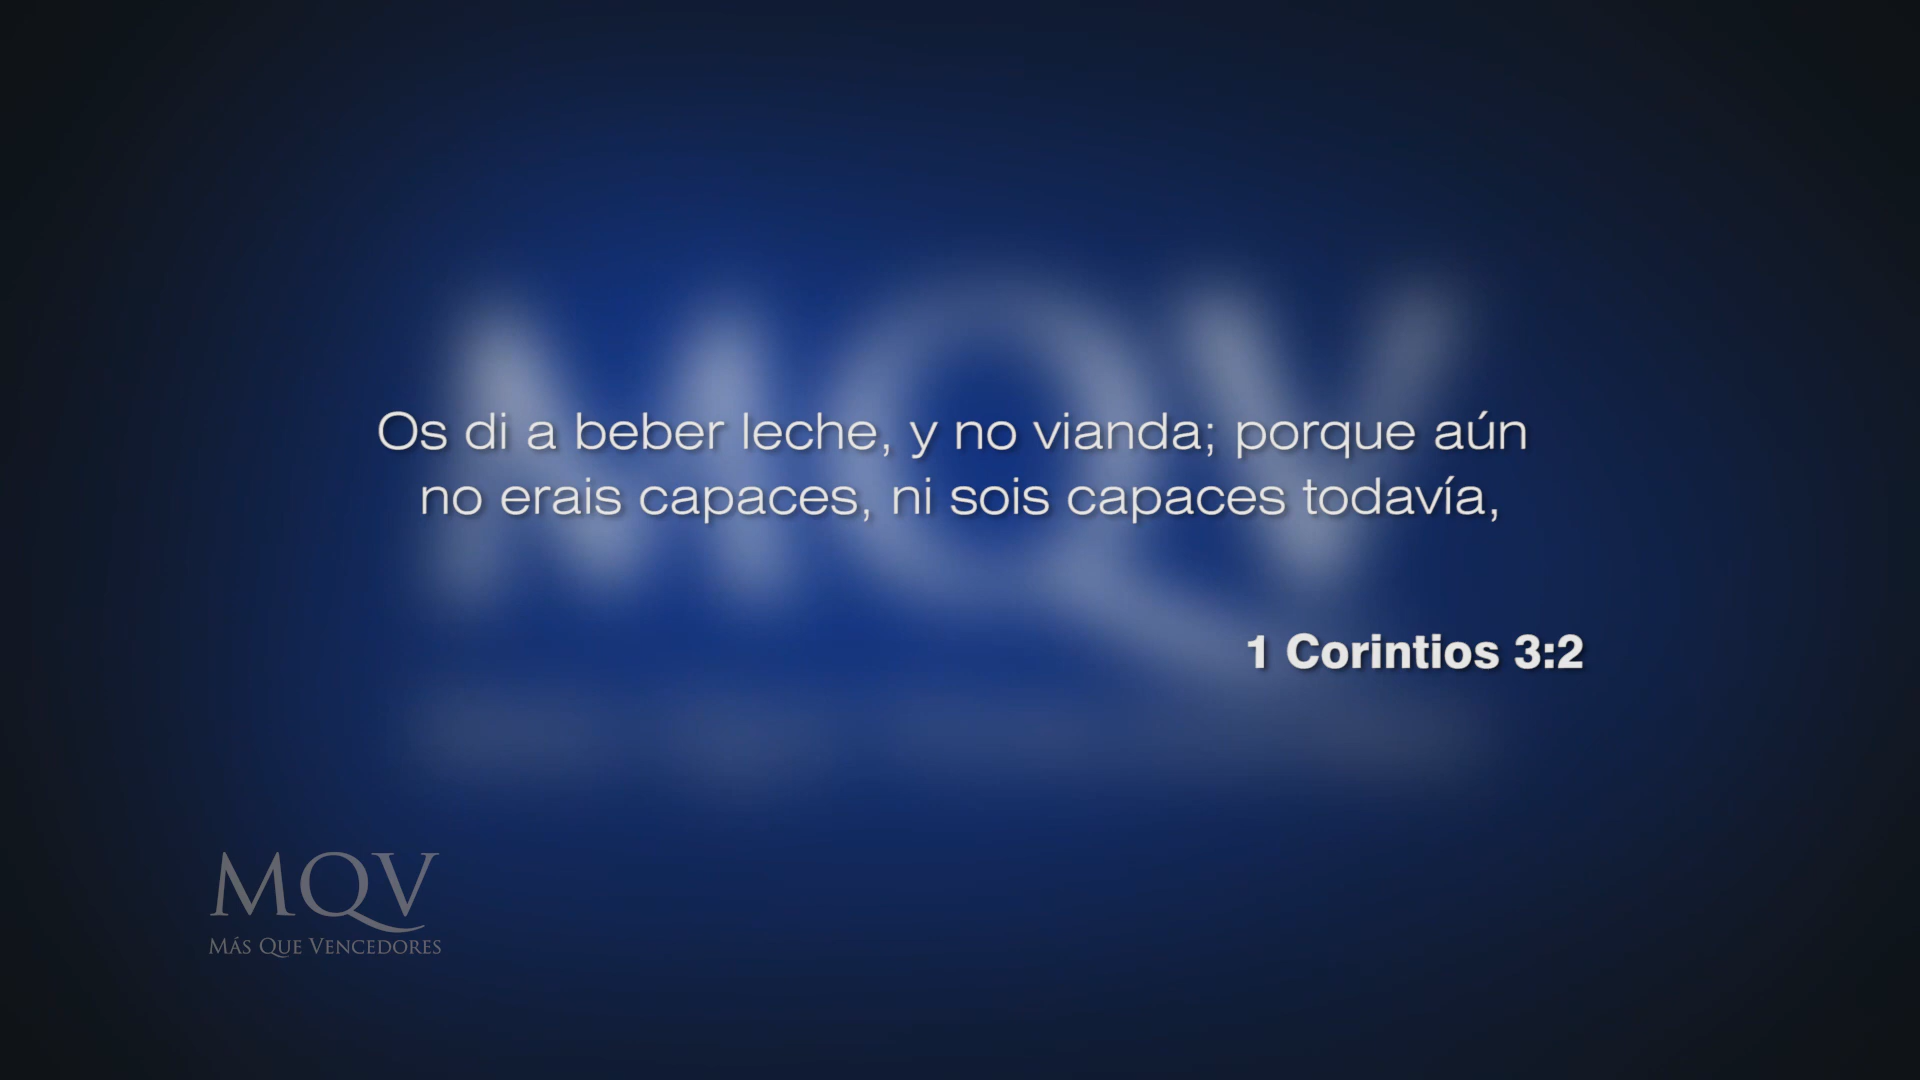 MQV
Os di a beber leche, y no vianda; porque aún
no erais capaces, ni sois capaces todavía,
1 Corintios 3:2
MQV
MÁS QUE VENCEDORES